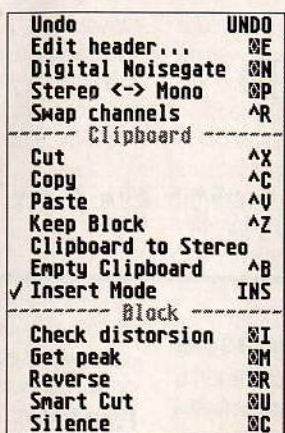 Undo UNDO
Edit header... ◊E
Digital Noisegate ◊N
Stereo <-> Mono ◊P
Swap channels ^R
------ Clipboard ------
Cut ^X
Copy ^C
Paste ^V
Keep Block ^Z
Clipboard to Stereo
Empty Clipboard ^B
✓ Insert Mode INS
-------- Block --------
Check distorsion ◊I
Get peak ◊M
Reverse ◊R
Smart Cut ◊U
Silence ◊C